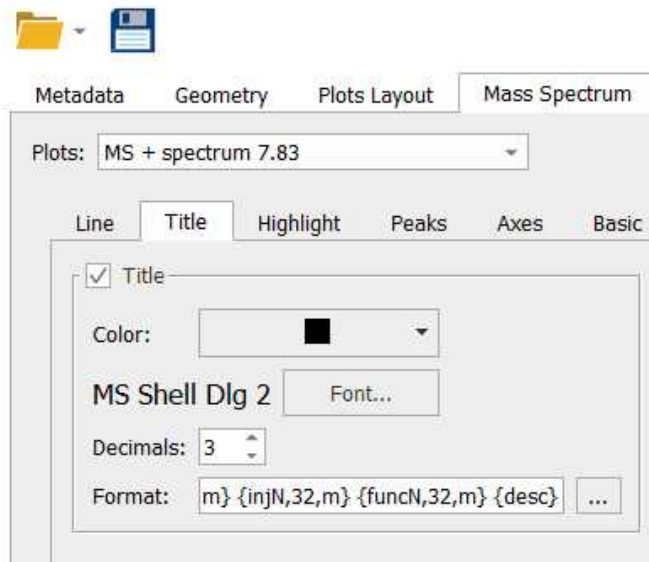 Metadata Geometry Plots Layout Mass Spectrum
Plots: MS + spectrum 7.83
Line Title Highlight Peaks Axes Basic
Title
Color:
MS Shell Dlg 2 Font...
Decimals: 3
Format: m} {injN,32,m} {funcN,32,m} {desc} ...